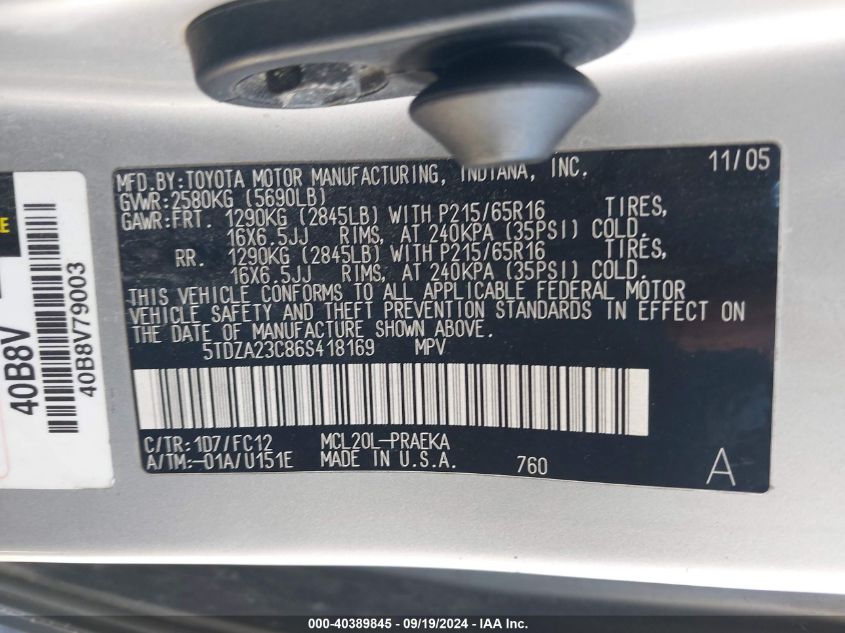 MFD.BY:TOYOTA MOTOR MANUFACTURING, INDIANA, INC. 11/05
GVWR:2580KG (5690LB)
GAWR:FRT. 1290KG (2845LB) WITH P215/65R16 TIRES,
16X6.5JJ RIMS, AT 240KPA (35PSI) COLD.
RR. 1290KG (2845LB) WITH P215/65R16 TIRES,
16X6.5JJ RIMS, AT 240KPA (35PSI) COLD.
THIS VEHICLE CONFORMS TO ALL APPLICABLE FEDERAL MOTOR
VEHICLE SAFETY AND THEFT PREVENTION STANDARDS IN EFFECT ON
THE DATE OF MANUFACTURE SHOWN ABOVE.
5TDZA23C86S418169 MPV
C/TR:1D7/FC12 MCL20L-PRAEKA
A/TM:-01A/U151E MADE IN U.S.A. 760 A
40B8V
40B8V79003
000-40389845 - 09/19/2024 - IAAI.COM